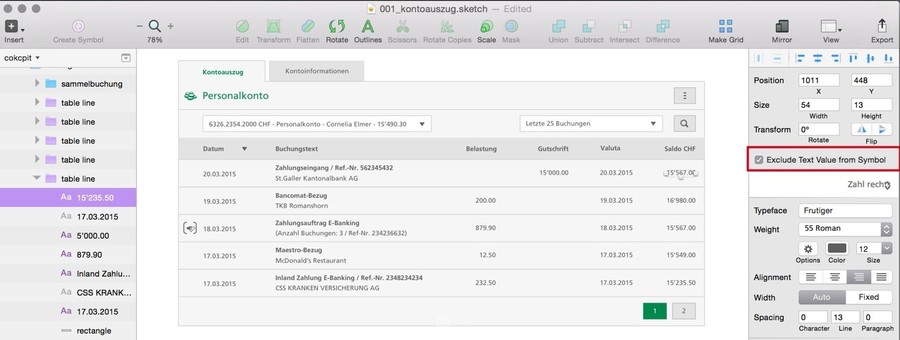 001_kontoauszug.sketch — Edited
Insert Create Symbol 78% Edit Transform Flatten Rotate Outlines Scissors Rotate Copies Scale Mask Union Subtract Intersect Difference Make Grid Mirror View Export
cokcpit
sammelbuchung
table line
table line
table line
table line
table line
15'235.50
17.03.2015
5'000.00
879.90
Inland Zahlu...
CSS KRANK...
17.03.2015
rectangle
Kontoauszug Kontoinformationen
Personalkonto
6326.2354.2000 CHF - Personalkonto - Cornelia Elmer - 15'490.30 Letzte 25 Buchungen
Datum Buchungstext Belastung Gutschrift Valuta Saldo CHF
20.03.2015 Zahlungseingang / Ref.-Nr. 562345432 15'000.00 20.03.2015 15'567.00
St.Galler Kantonalbank AG
19.03.2015 Bancomat-Bezug 200.00 19.03.2015 16'980.00
TKB Romanshorn
18.03.2015 Zahlungsauftrag E-Banking 879.90 18.03.2015 15'567.00
(Anzahl Buchungen: 3 / Ref-Nr. 234236632)
17.03.2015 Maestro-Bezug 12.50 17.03.2015 15'549.00
McDonald's Restaurant
17.03.2015 Inland Zahlung E-Banking / Ref.-Nr. 2348234234 232.50 17.03.2015 15'235.50
CSS KRANKEN VERSICHERUNG AG
1 2
Position 1011 448
X Y
Size 54 13
Width Height
Transform 0°
Rotate Flip
Exclude Text Value from Symbol
Zahl rechts
Typeface Frutiger
Weight 55 Roman
12
Options Color Size
Alignment
Width Auto Fixed
Spacing 0 13 0
Character Line Paragraph